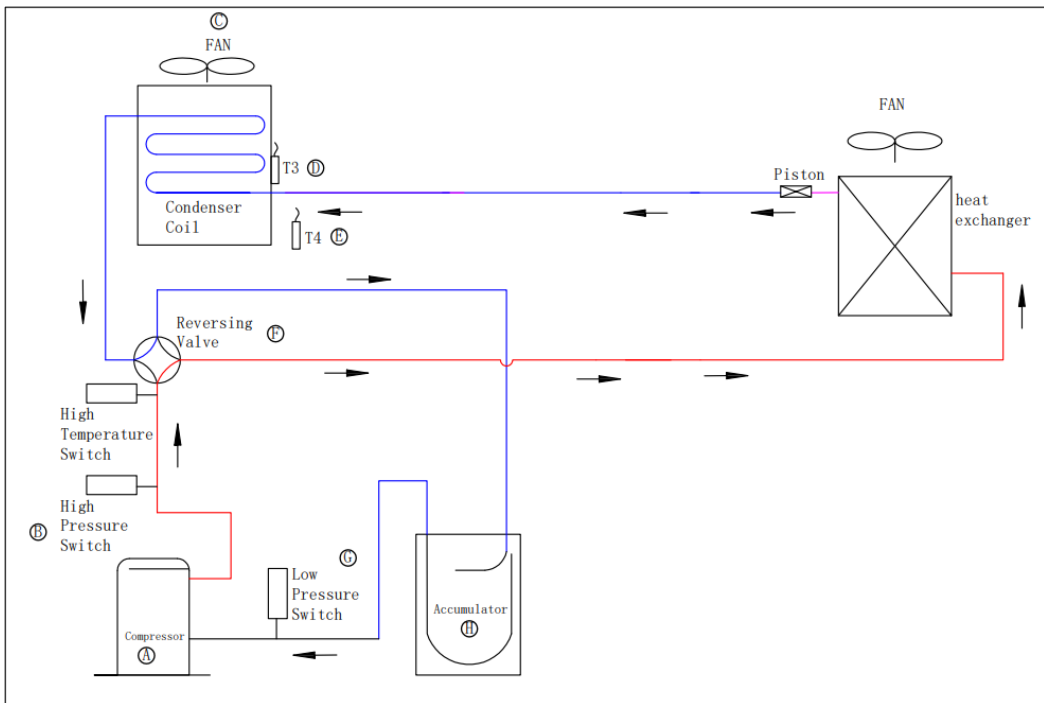 Ⓒ
FAN
FAN
T3 Ⓓ
Piston
Condenser
Coil
heat
exchanger
T4 Ⓔ
Reversing
Valve
Ⓕ
High
Temperature
Switch
High
Pressure
Switch
Ⓑ
Ⓖ
Low
Pressure
Switch
Accumulator
Ⓗ
Compressor
Ⓐ